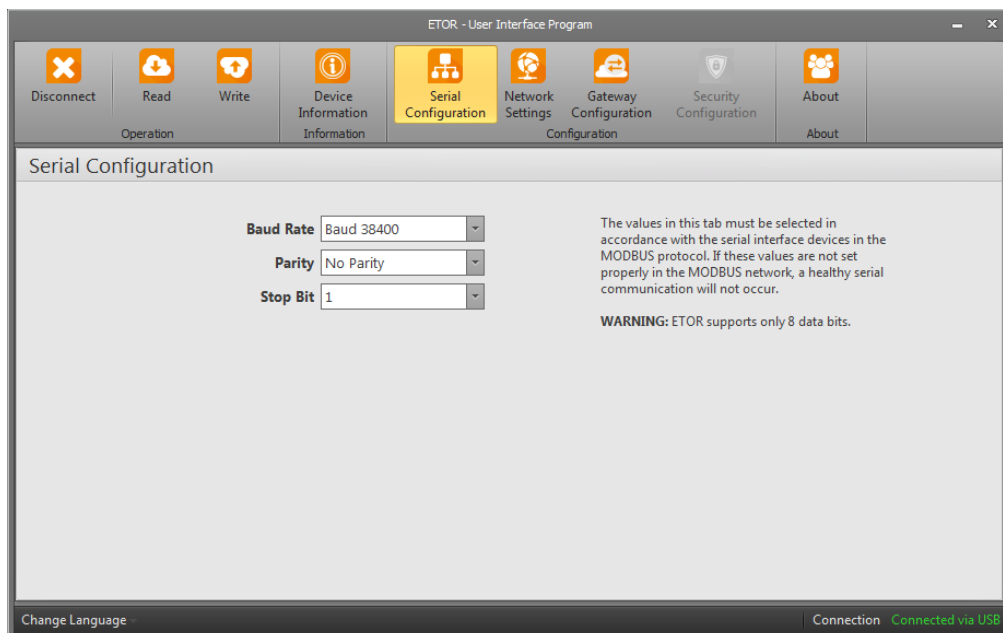 ETOR - User Interface Program
Disconnect
Read
Write
Device
Information
Serial
Configuration
Network
Settings
Gateway
Configuration
Security
Configuration
About
Operation
Information
Configuration
About
Serial Configuration
Baud Rate Baud 38400
Parity No Parity
Stop Bit 1
The values in this tab must be selected in
accordance with the serial interface devices in the
MODBUS protocol. If these values are not set
properly in the MODBUS network, a healthy serial
communication will not occur.
WARNING: ETOR supports only 8 data bits.
Change Language
Connection Connected via USB